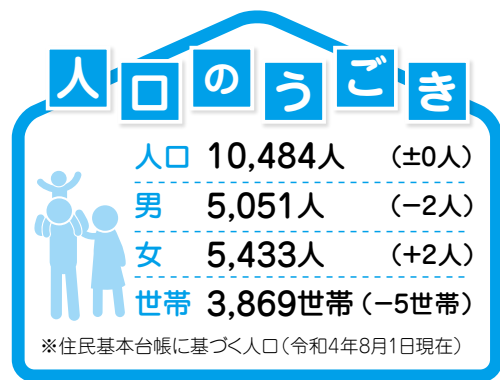 人口のうごき
人口 10,484人 (±0人)
男 5,051人 (−2人)
女 5,433人 (+2人)
世帯 3,869世帯 (−5世帯)
※住民基本台帳に基づく人口(令和4年8月1日現在)